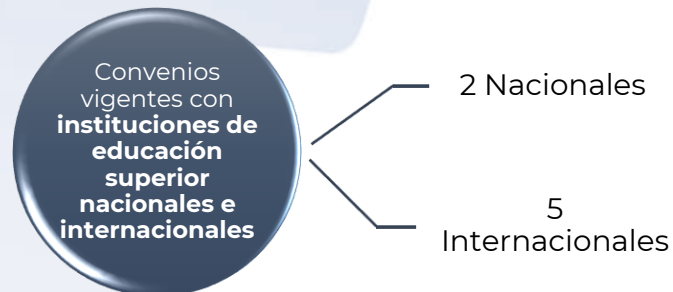 Convenios
vigentes con
instituciones de
educación
superior
nacionales e
internacionales
2 Nacionales
5
Internacionales